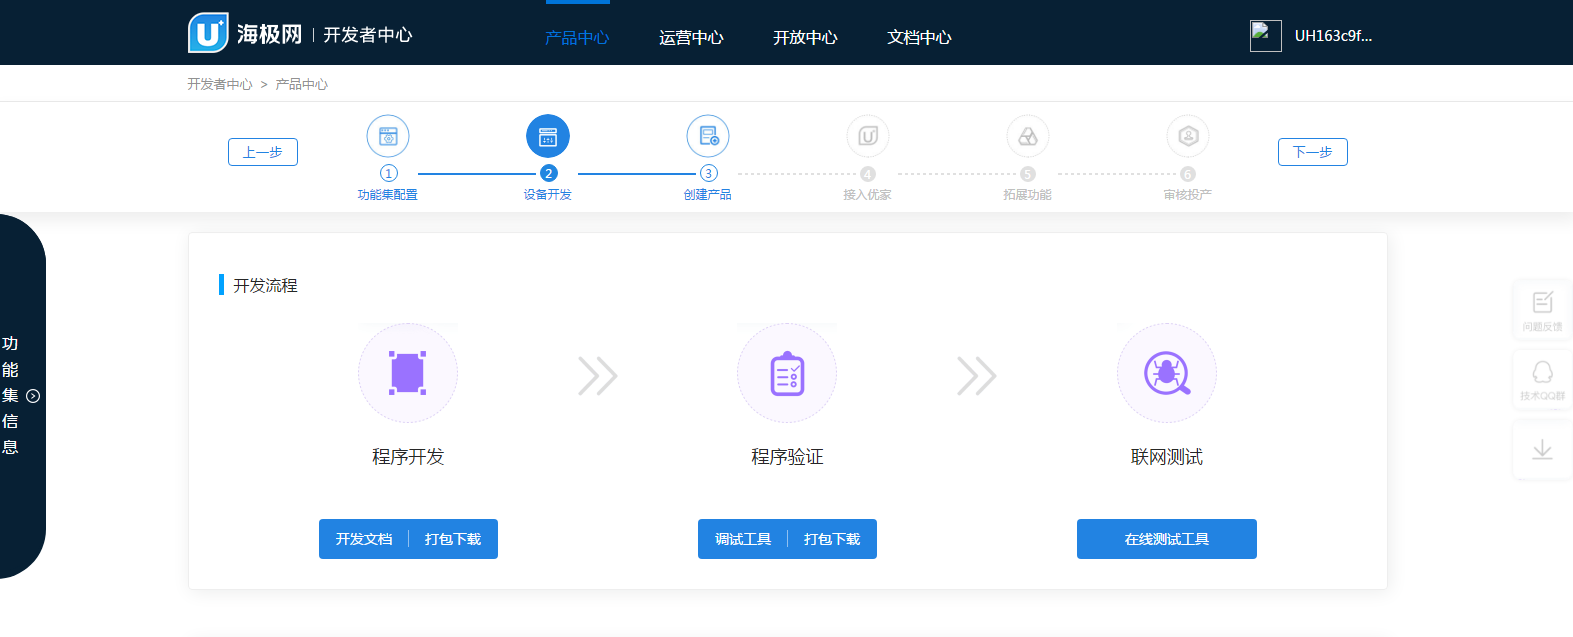 海极网 | 开发者中心
产品中心
运营中心
开放中心
文档中心
UH163c9f...
开发者中心 > 产品中心
上一步
1
功能集配置
2
设备开发
3
创建产品
4
接入优家
5
拓展功能
6
审核投产
下一步
功能集信息
开发流程
程序开发
程序验证
联网测试
开发文档 | 打包下载
调试工具 | 打包下载
在线测试工具
问题反馈
技术QQ群